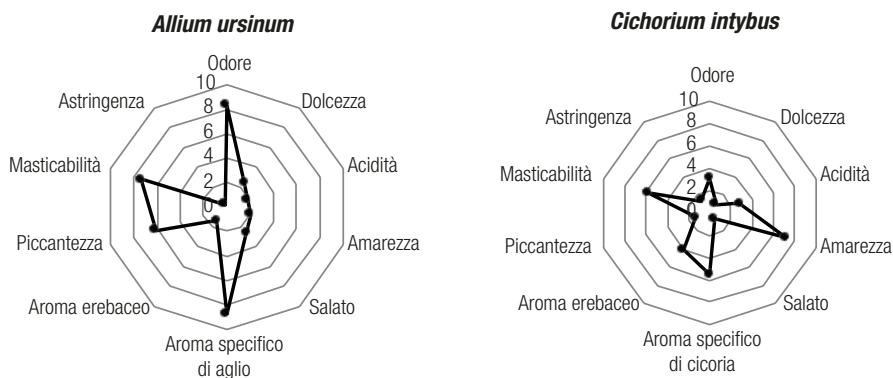 Allium ursinum
Odore
10
8
6
4
2
0
Dolcezza
Acidità
Amarezza
Salato
Aroma specifico
di aglio
Aroma erebaceo
Piccantezza
Masticabilità
Astringenza
Cichorium intybus
Odore
10
8
6
4
2
0
Dolcezza
Acidità
Amarezza
Salato
Aroma specifico
di cicoria
Aroma erebaceo
Piccantezza
Masticabilità
Astringenza